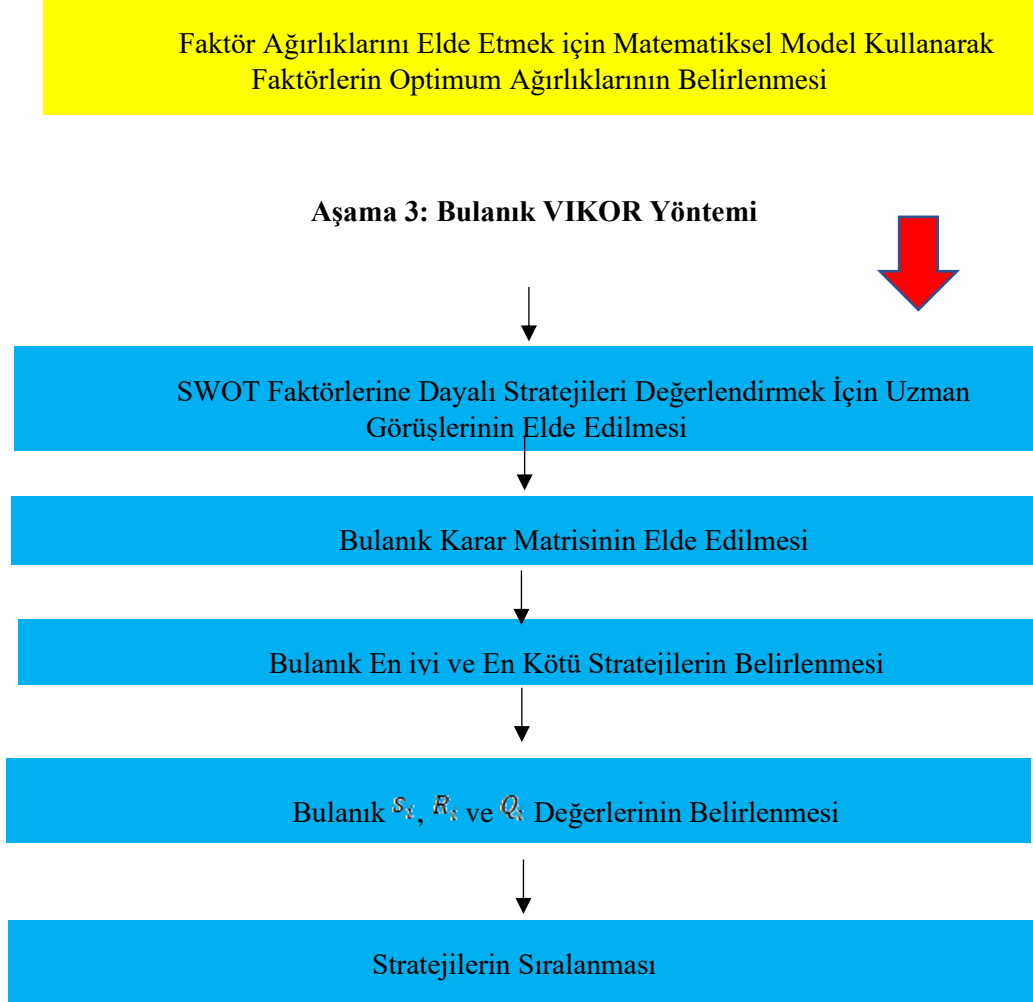 Faktör Ağırlıklarını Elde Etmek için Matematiksel Model Kullanarak
Faktörlerin Optimum Ağırlıklarının Belirlenmesi
Aşama 3: Bulanık VIKOR Yöntemi
SWOT Faktörlerine Dayalı Stratejileri Değerlendirmek İçin Uzman
Görüşlerinin Elde Edilmesi
Bulanık Karar Matrisinin Elde Edilmesi
Bulanık En iyi ve En Kötü Stratejilerin Belirlenmesi
Bulanık Sᵢ, Rᵢ ve Qᵢ Değerlerinin Belirlenmesi
Stratejilerin Sıralanması